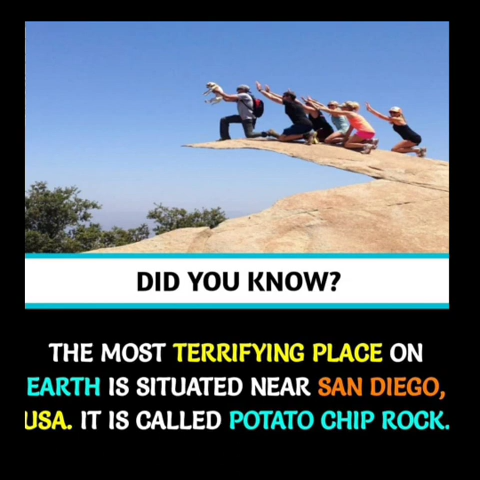 DID YOU KNOW?
THE MOST TERRIFYING PLACE ON
EARTH IS SITUATED NEAR SAN DIEGO,
USA. IT IS CALLED POTATO CHIP ROCK.